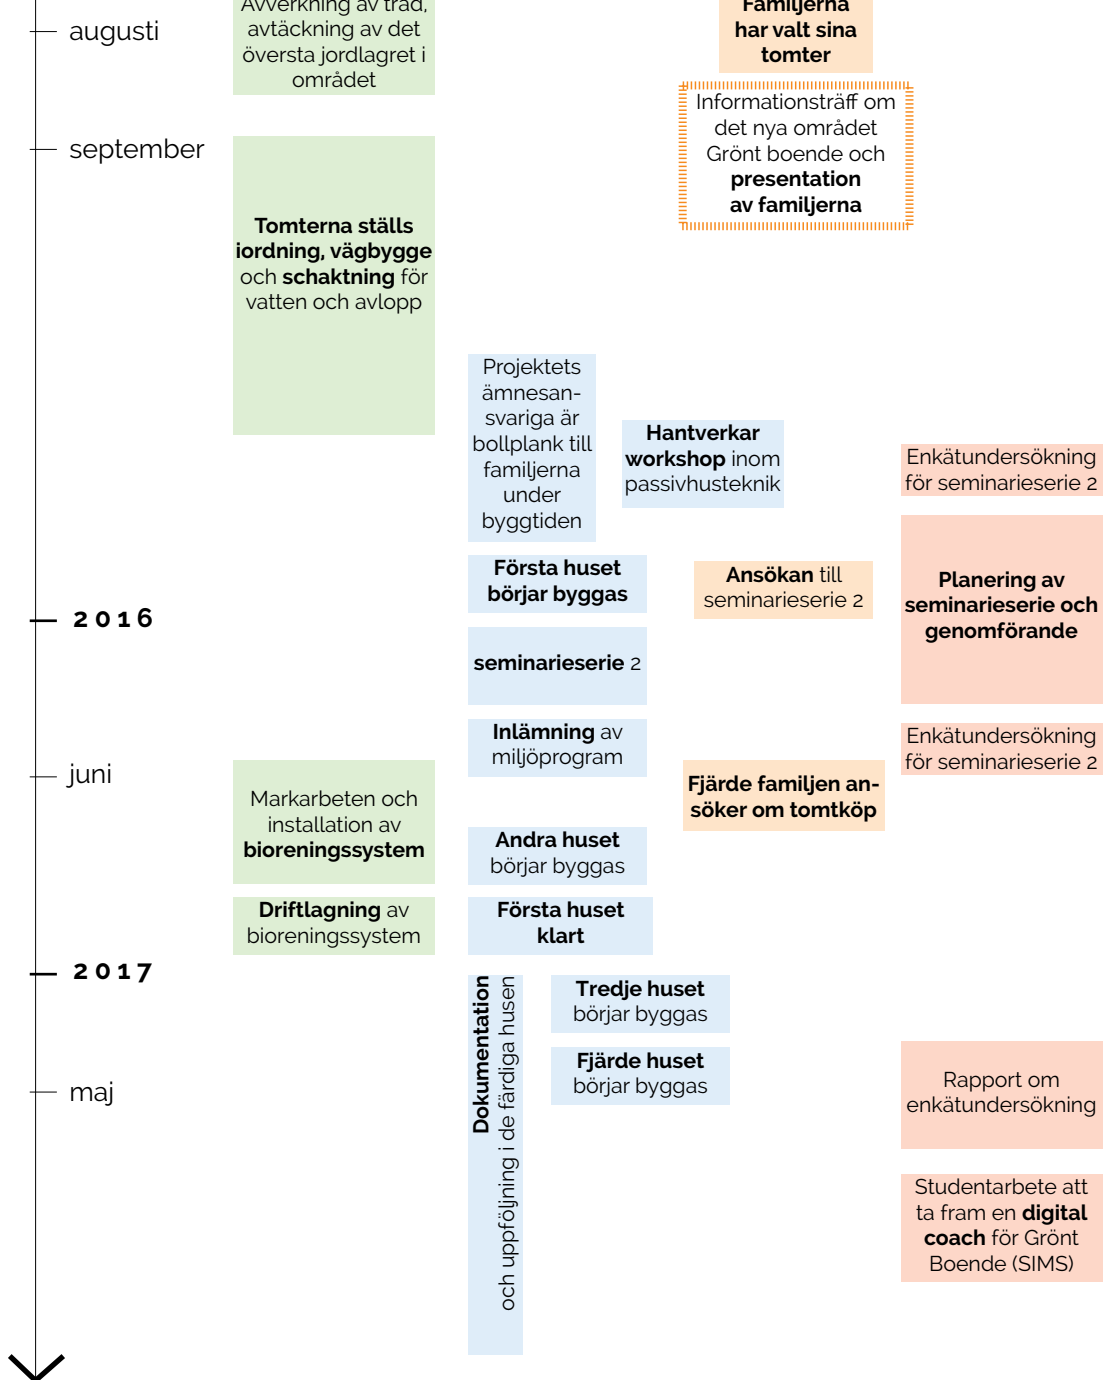 Avverkning av träd,
avtäckning av det
översta jordlagret i
området
Familjerna
har valt sina
tomter
augusti
Informationsträff om
det nya området
Grönt boende och
presentation
av familjerna
september
Tomterna ställs
iordning, vägbygge
och schaktning för
vatten och avlopp
Projektets
ämnesan-
svariga är
bollplank till
familjerna
under
byggtiden
Hantverkar
workshop inom
passivhusteknik
Enkätundersökning
för seminarieserie 2
Första huset
börjar byggas
Ansökan till
seminarieserie 2
Planering av
seminarieserie och
genomförande
2016
seminarieserie 2
Inlämning av
miljöprogram
Enkätundersökning
för seminarieserie 2
juni
Markarbeten och
installation av
bioreningssystem
Fjärde familjen an-
söker om tomtköp
Andra huset
börjar byggas
Driftlagning av
bioreningssystem
Första huset
klart
2017
Dokumentation
och uppföljning i de färdiga husen
Tredje huset
börjar byggas
Fjärde huset
börjar byggas
maj
Rapport om
enkätundersökning
Studentarbete att
ta fram en digital
coach för Grönt
Boende (SIMS)